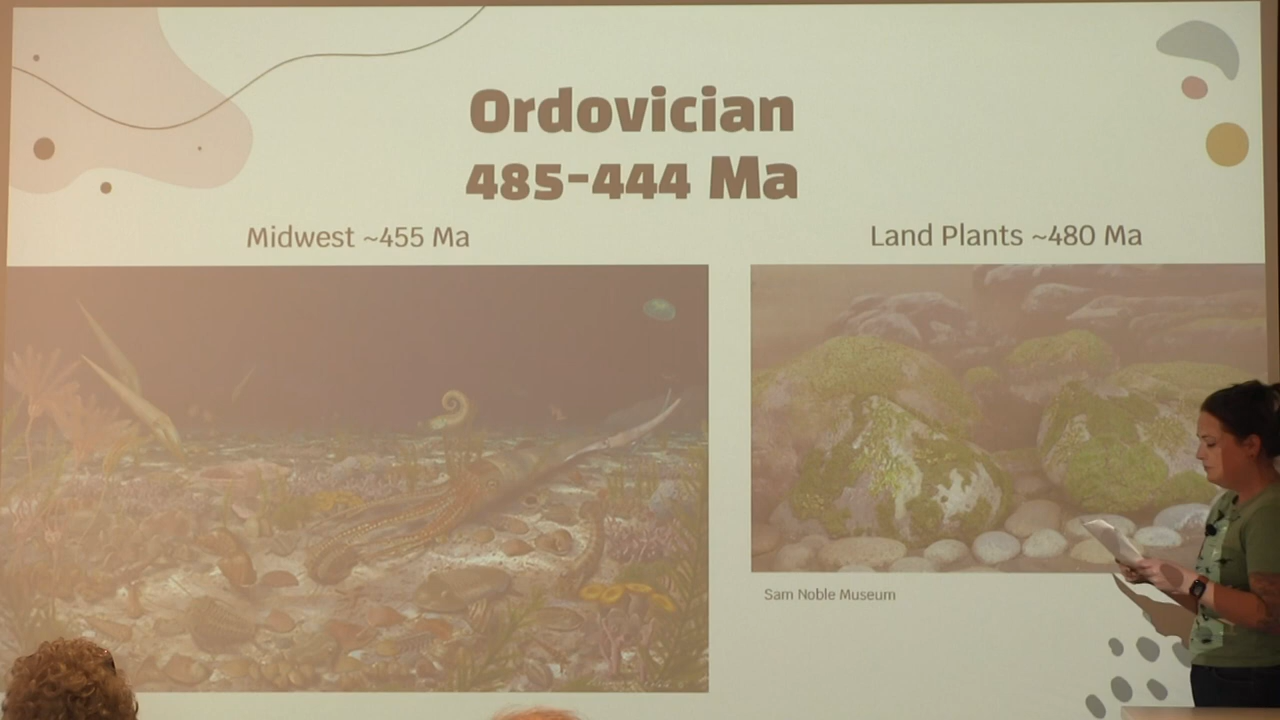 Ordovician
485-444 Ma
Midwest ~455 Ma
Land Plants ~480 Ma
Sam Noble Museum